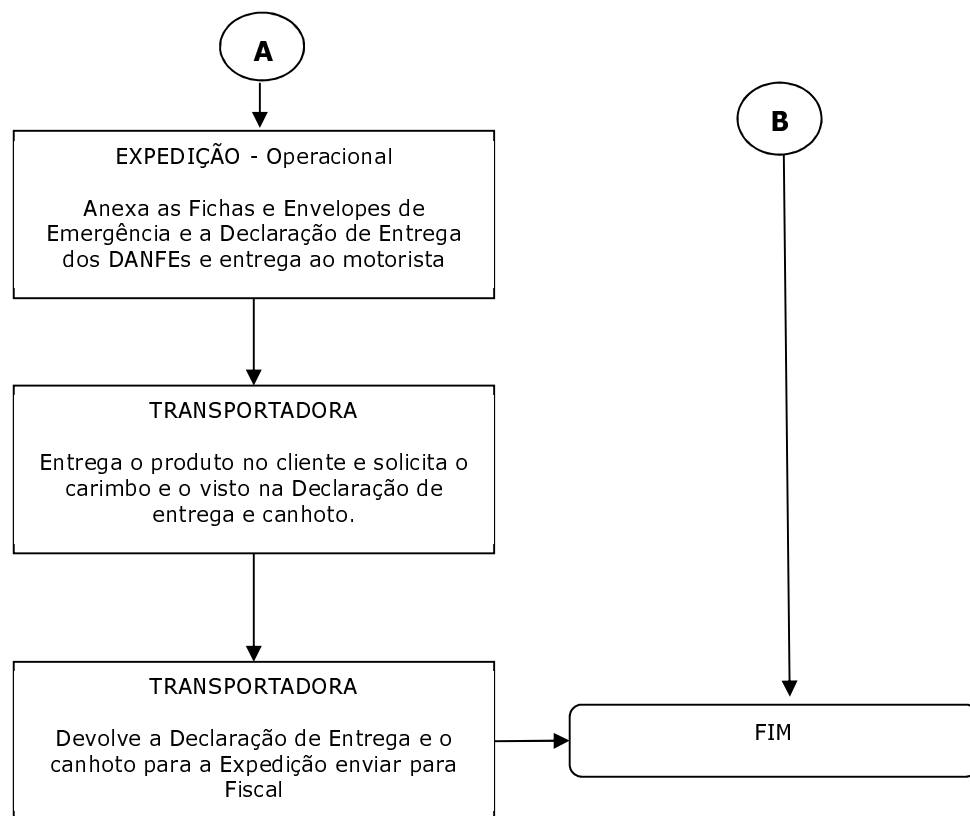 A
B
EXPEDIÇÃO - Operacional
Anexa as Fichas e Envelopes de
Emergência e a Declaração de Entrega
dos DANFEs e entrega ao motorista
TRANSPORTADORA
Entrega o produto no cliente e solicita o
carimbo e o visto na Declaração de
entrega e canhoto.
TRANSPORTADORA
Devolve a Declaração de Entrega e o
canhoto para a Expedição enviar para
Fiscal
FIM